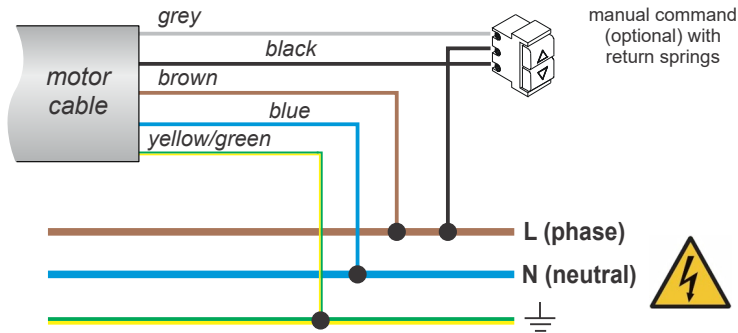 grey
manual command
(optional) with
return springs
black
motor
cable
brown
blue
yellow/green
L (phase)
N (neutral)